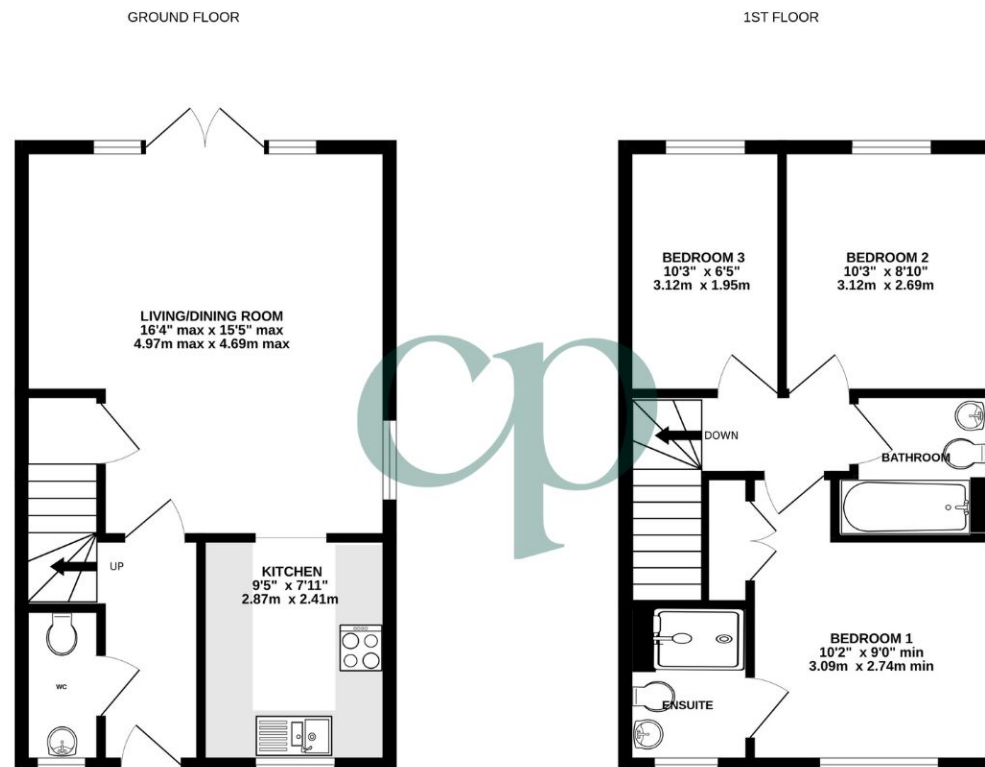 GROUND FLOOR
1ST FLOOR
LIVING/DINING ROOM
16'4" max x 15'5" max
4.97m max x 4.69m max
UP
KITCHEN
9'5" x 7'11"
2.87m x 2.41m
WC
BEDROOM 3
10'3" x 6'5"
3.12m x 1.95m
BEDROOM 2
10'3" x 8'10"
3.12m x 2.69m
DOWN
BATHROOM
BEDROOM 1
10'2" x 9'0" min
3.09m x 2.74m min
ENSUITE
cp